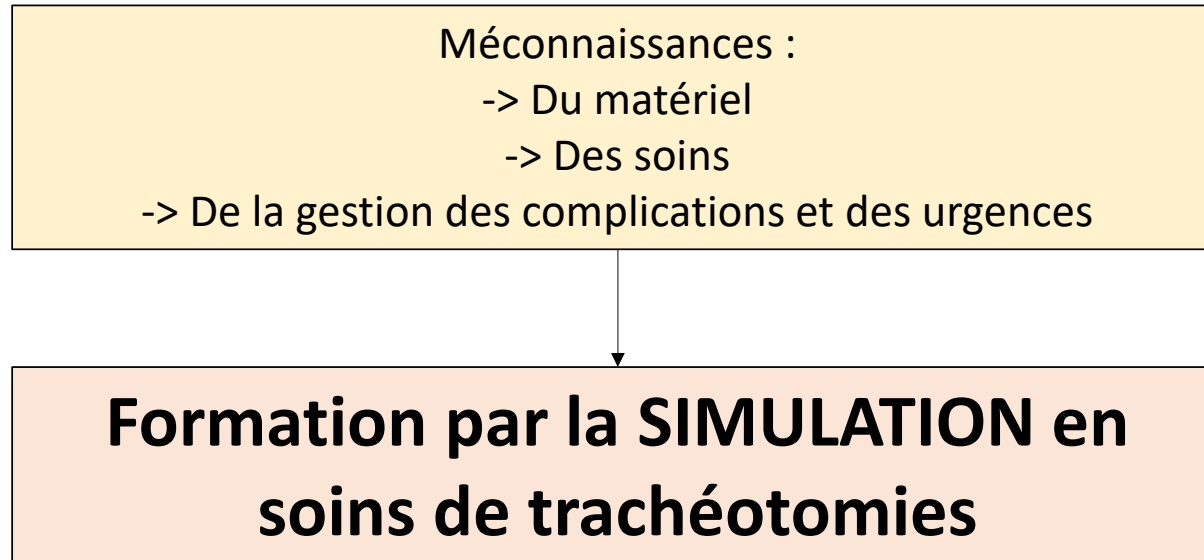 Méconnaissances :
-> Du matériel
-> Des soins
-> De la gestion des complications et des urgences
Formation par la SIMULATION en
soins de trachéotomies